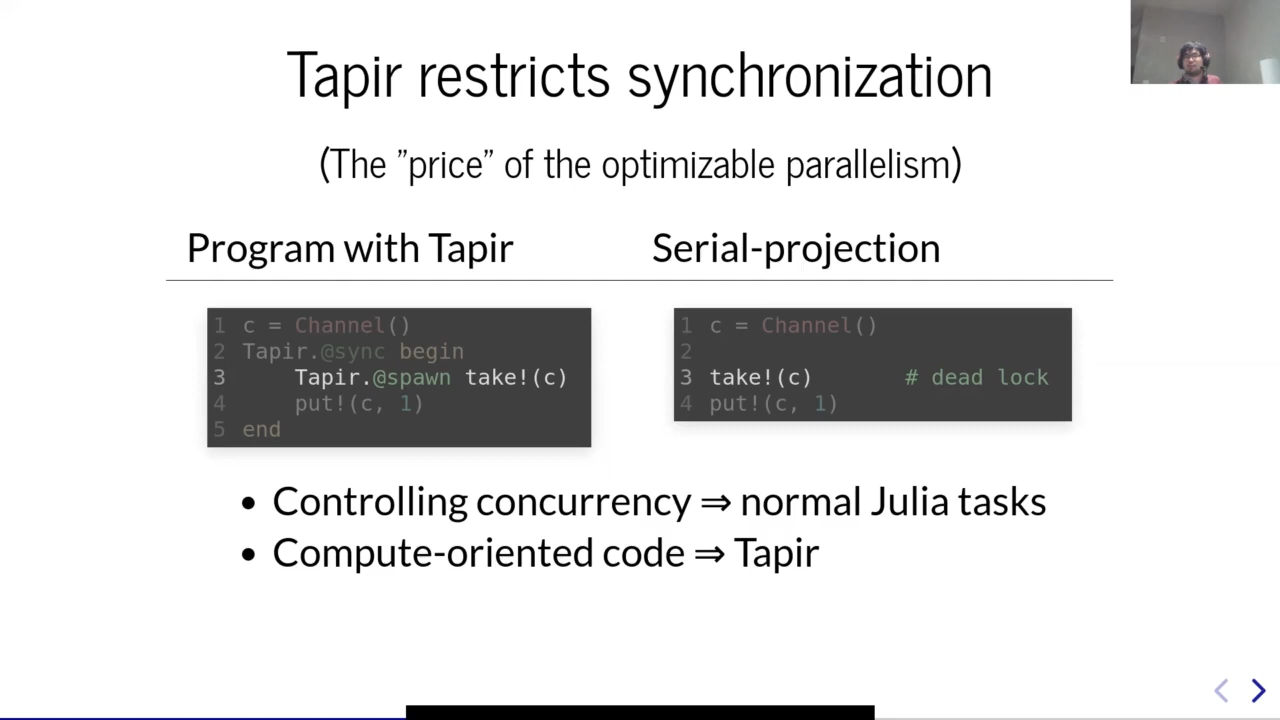 Tapir restricts synchronization
(The "price" of the optimizable parallelism)
Program with Tapir
Serial-projection
1 c = Channel()
2 Tapir.@sync begin
3     Tapir.@spawn take!(c)
4     put!(c, 1)
5 end
1 c = Channel()
2
3 take!(c)       # dead lock
4 put!(c, 1)
• Controlling concurrency ⇒ normal Julia tasks
• Compute-oriented code ⇒ Tapir